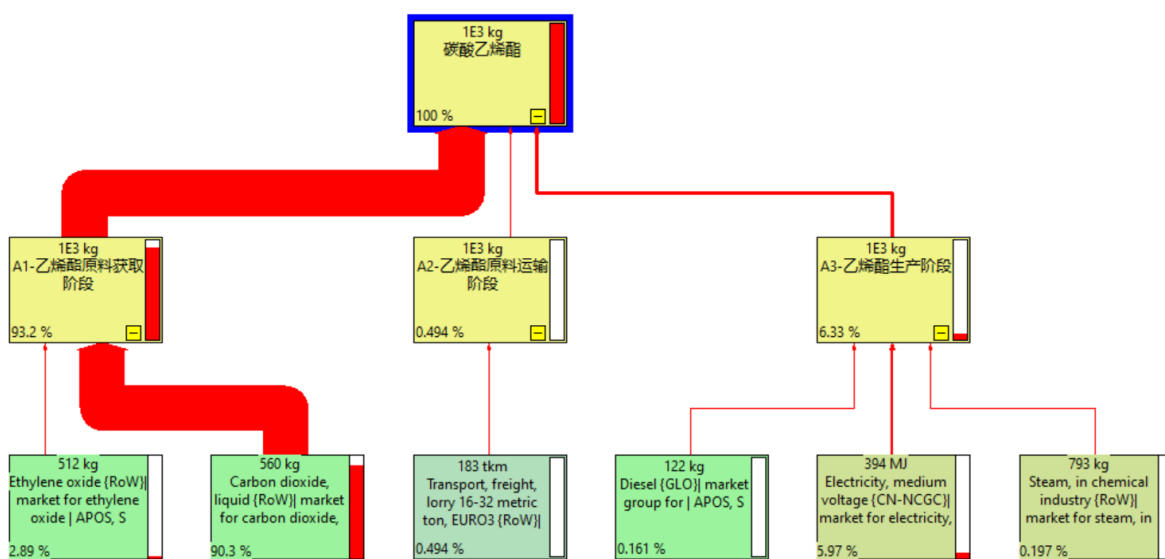 1E3 kg
碳酸乙烯酯
100 %
1E3 kg
A1-乙烯酯原料获取
阶段
93.2 %
1E3 kg
A2-乙烯酯原料运输
阶段
0.494 %
1E3 kg
A3-乙烯酯生产阶段
6.33 %
512 kg
Ethylene oxide {RoW}|
market for ethylene
oxide | APOS, S
2.89 %
560 kg
Carbon dioxide,
liquid {RoW}| market
for carbon dioxide,
90.3 %
183 tkm
Transport, freight,
lorry 16-32 metric
ton, EURO3 {RoW}|
0.494 %
122 kg
Diesel {GLO}| market
group for | APOS, S
0.161 %
394 MJ
Electricity, medium
voltage {CN-NCGC}|
market for electricity,
5.97 %
793 kg
Steam, in chemical
industry {RoW}|
market for steam, in
0.197 %